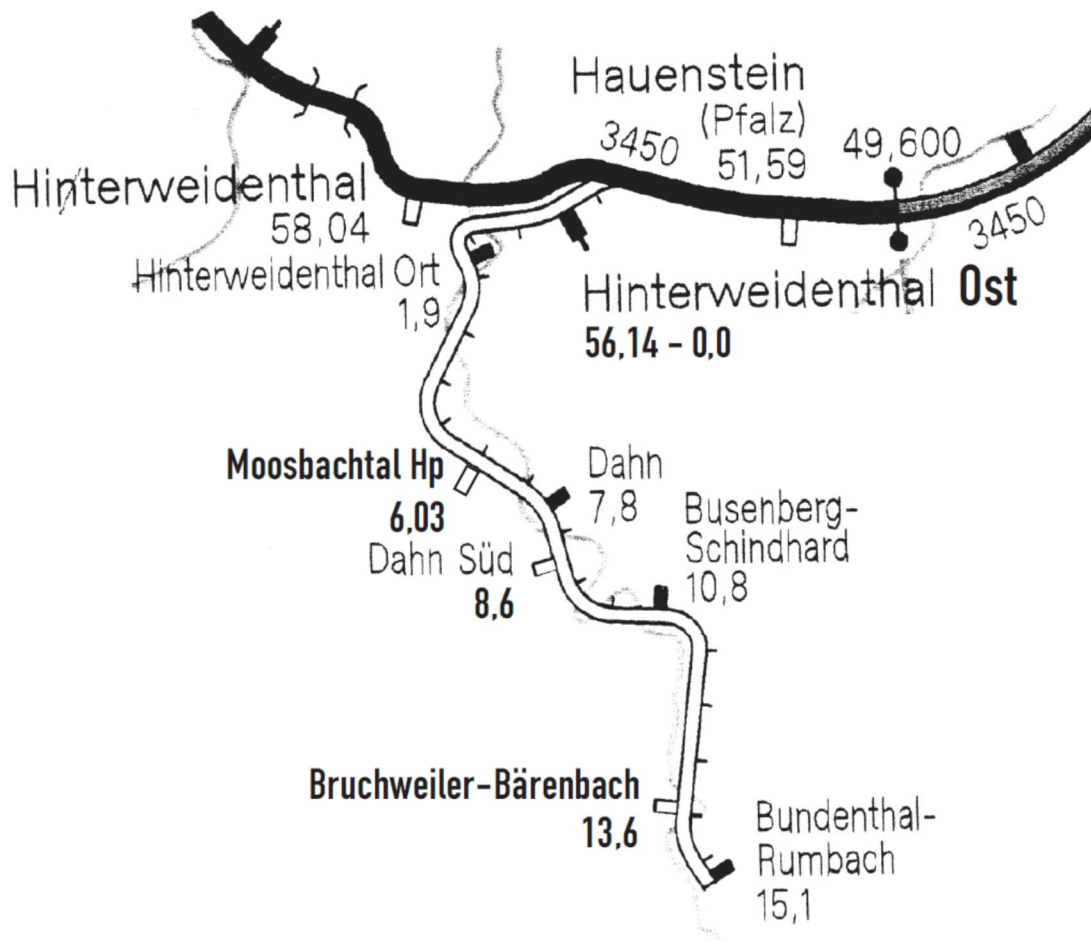 Hauenstein
(Pfalz)
51,59
3450
49,600
3450
Hinterweidenthal
58,04
Hinterweidenthal Ort
1,9
Hinterweidenthal Ost
56,14 - 0,0
Moosbachtal Hp
6,03
Dahn
7,8
Dahn Süd
8,6
Busenberg-
Schindhard
10,8
Bruchweiler-Bärenbach
13,6
Bundenthal-
Rumbach
15,1